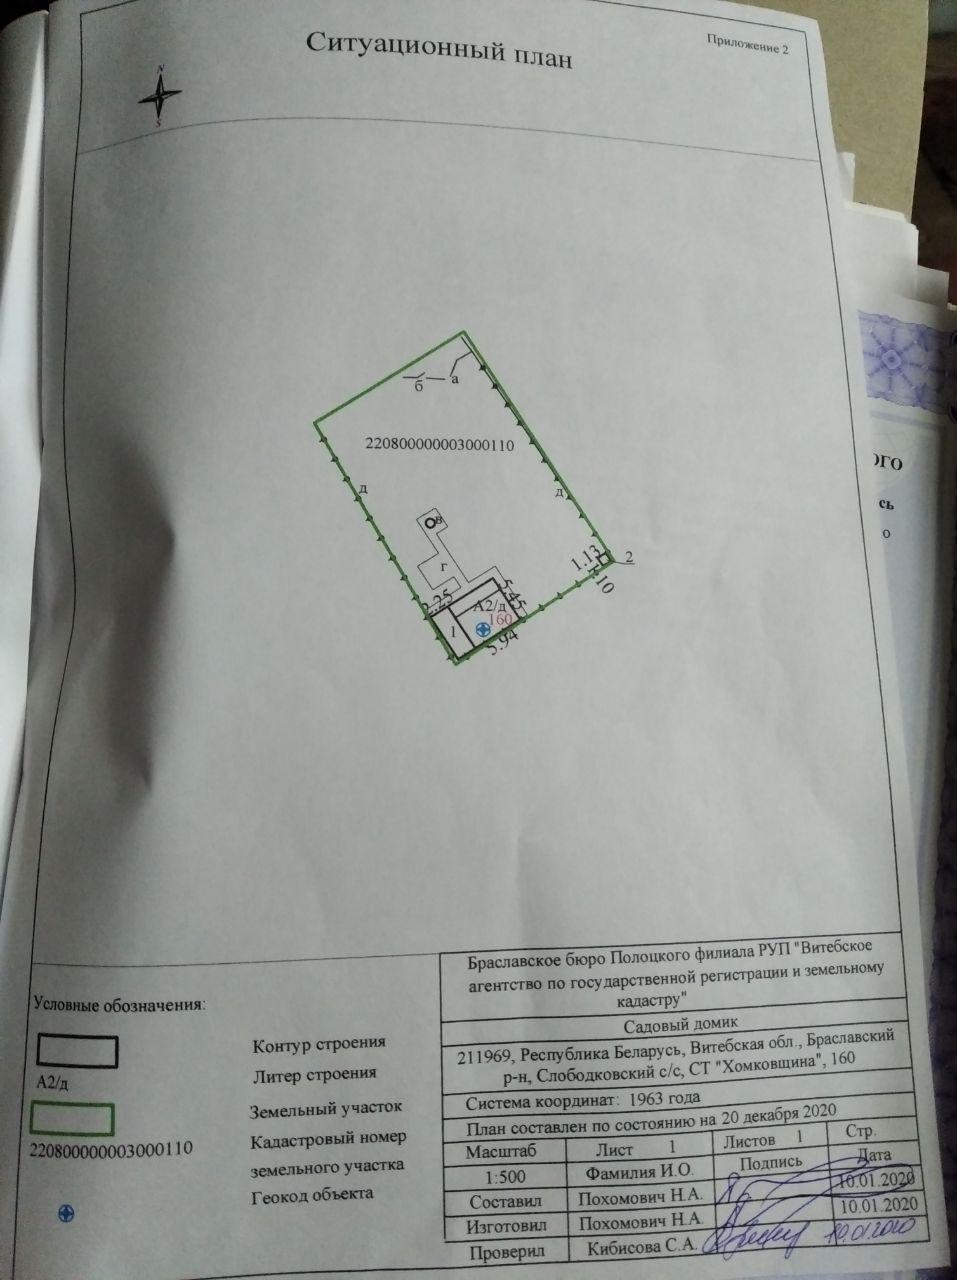 Приложение 2
Ситуационный план
N
S
б
а
220800000003000110
д
д
в
г
1.13
2
1.10
5.45
2.25
А2/д
160
1
5.94
Условные обозначения:
Контур строения
А2/д
Литер строения
Земельный участок
220800000003000110
Кадастровый номер
земельного участка
Геокод объекта
Браславское бюро Полоцкого филиала РУП "Витебское
агентство по государственной регистрации и земельному
кадастру"
Садовый домик
211969, Республика Беларусь, Витебская обл., Браславский
р-н, Слободковский с/с, СТ "Хомковщина", 160
Система координат: 1963 года
План составлен по состоянию на 20 декабря 2020
Масштаб Лист 1 Листов 1 Стр.
1:500 Фамилия И.О. Подпись Дата
Составил Похомович Н.А. 10.01.2020
Изготовил Похомович Н.А. 10.01.2020
Проверил Кибисова С.А. 10.01.2020
ОГО
сь
о